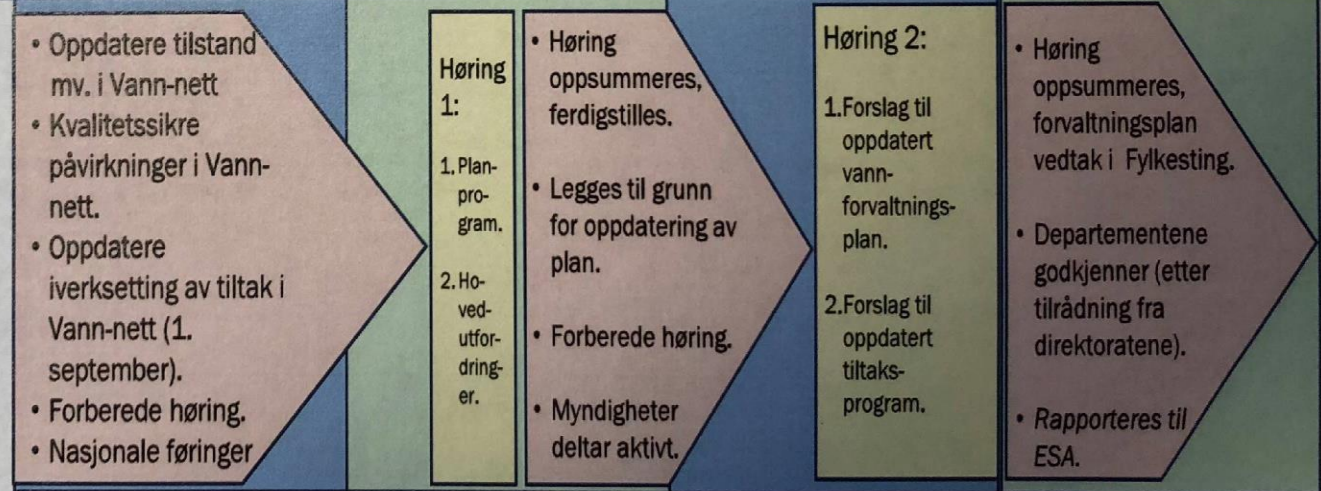 • Oppdatere tilstand
mv. i Vann-nett
• Kvalitetssikre
påvirkninger i Vann-
nett.
• Oppdatere
iverksetting av tiltak i
Vann-nett (1.
september).
• Forberede høring.
• Nasjonale føringer
Høring
1:
1. Plan-
pro-
gram.
2. Ho-
ved-
utfor-
dring-
er.
• Høring
oppsummeres,
ferdigstilles.
• Legges til grunn
for oppdatering av
plan.
• Forberede høring.
• Myndigheter
deltar aktivt.
Høring 2:
1.Forslag til
oppdatert
vann-
forvaltnings-
plan.
2.Forslag til
oppdatert
tiltaks-
program.
• Høring
oppsummeres,
forvaltningsplan
vedtak i Fylkesting.
• Departementene
godkjenner (etter
tilrådning fra
direktoratene).
• Rapporteres til
ESA.